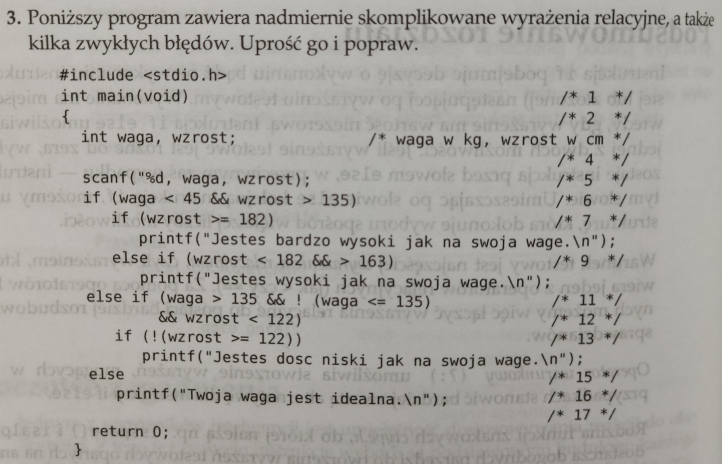 3. Poniższy program zawiera nadmiernie skomplikowane wyrażenia relacyjne, a także
kilka zwykłych błędów. Uprość go i popraw.
#include <stdio.h>
int main(void) /* 1 */
{ /* 2 */
int waga, wzrost; /* waga w kg, wzrost w cm */
/* 4 */
scanf("%d, waga, wzrost); /* 5 */
if (waga < 45 && wzrost > 135) /* 6 */
if (wzrost >= 182) /* 7 */
printf("Jestes bardzo wysoki jak na swoja wage.\n");
else if (wzrost < 182 && > 163) /* 9 */
printf("Jestes wysoki jak na swoja wage.\n");
else if (waga > 135 && ! (waga <= 135) /* 11 */
&& wzrost < 122) /* 12 */
if (!(wzrost >= 122)) /* 13 */
printf("Jestes dosc niski jak na swoja wage.\n");
else /* 15 */
printf("Twoja waga jest idealna.\n"); /* 16 */
/* 17 */
return 0;
}